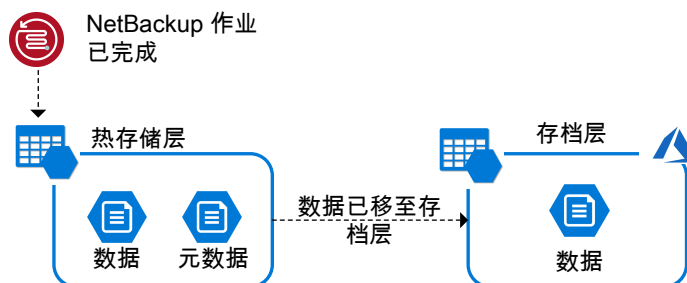 NetBackup 作业
已完成
热存储层
存档层
数据
元数据
数据已移至存
档层
数据